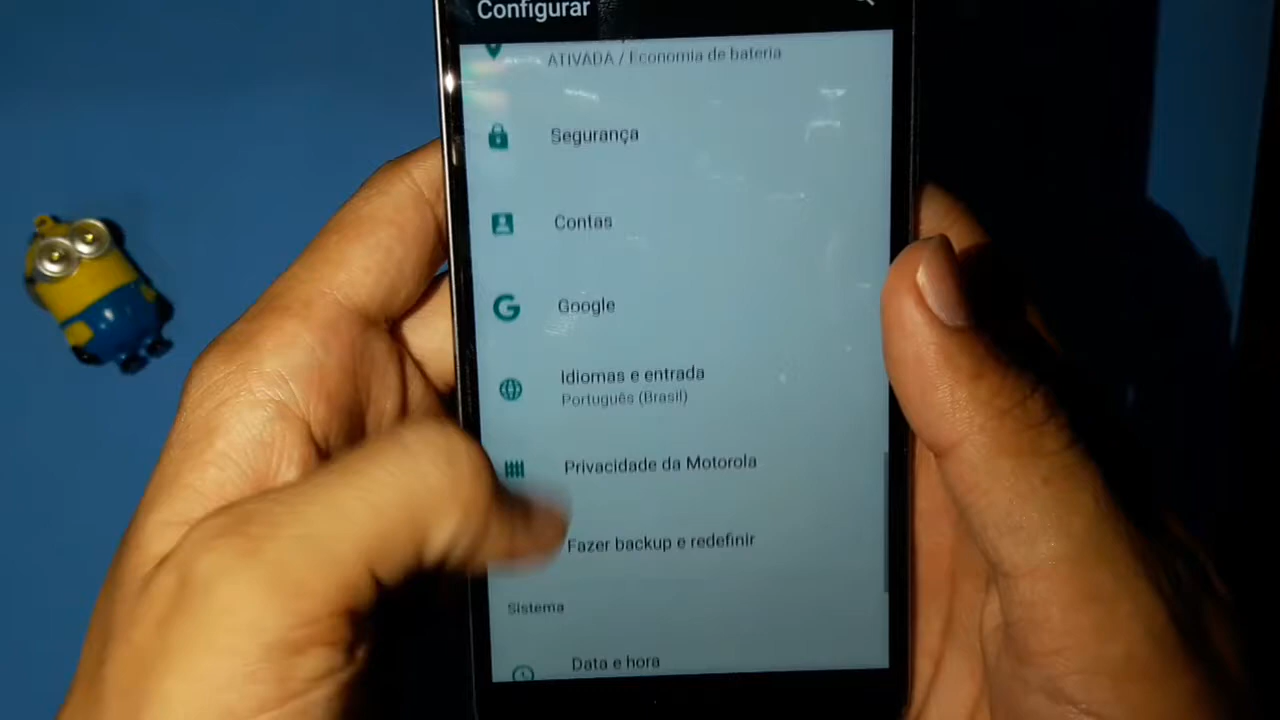 Configurar
ATIVADA / Economia de bateria
Segurança
Contas
Google
Idiomas e entrada
Português (Brasil)
Privacidade da Motorola
Fazer backup e redefinir
Sistema
Data e hora